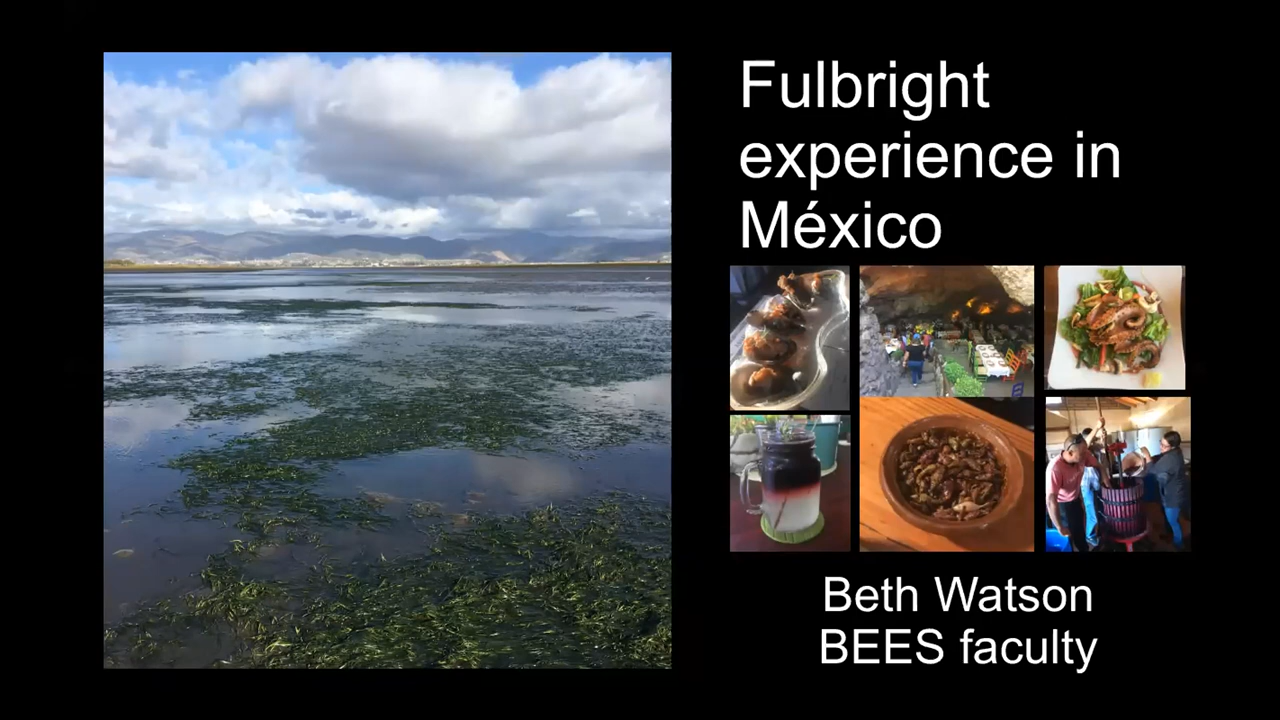 Fulbright
experience in
México
Beth Watson
BEES faculty